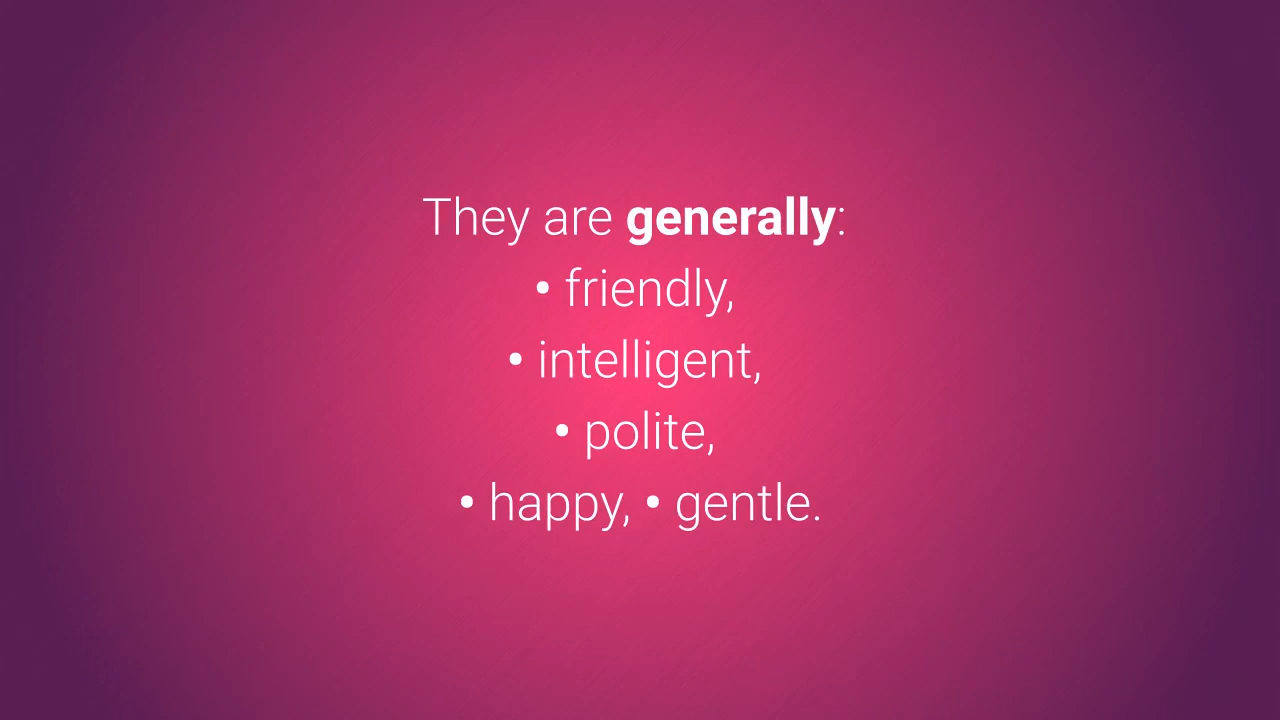 They are generally:
• friendly,
• intelligent,
• polite,
• happy, • gentle.